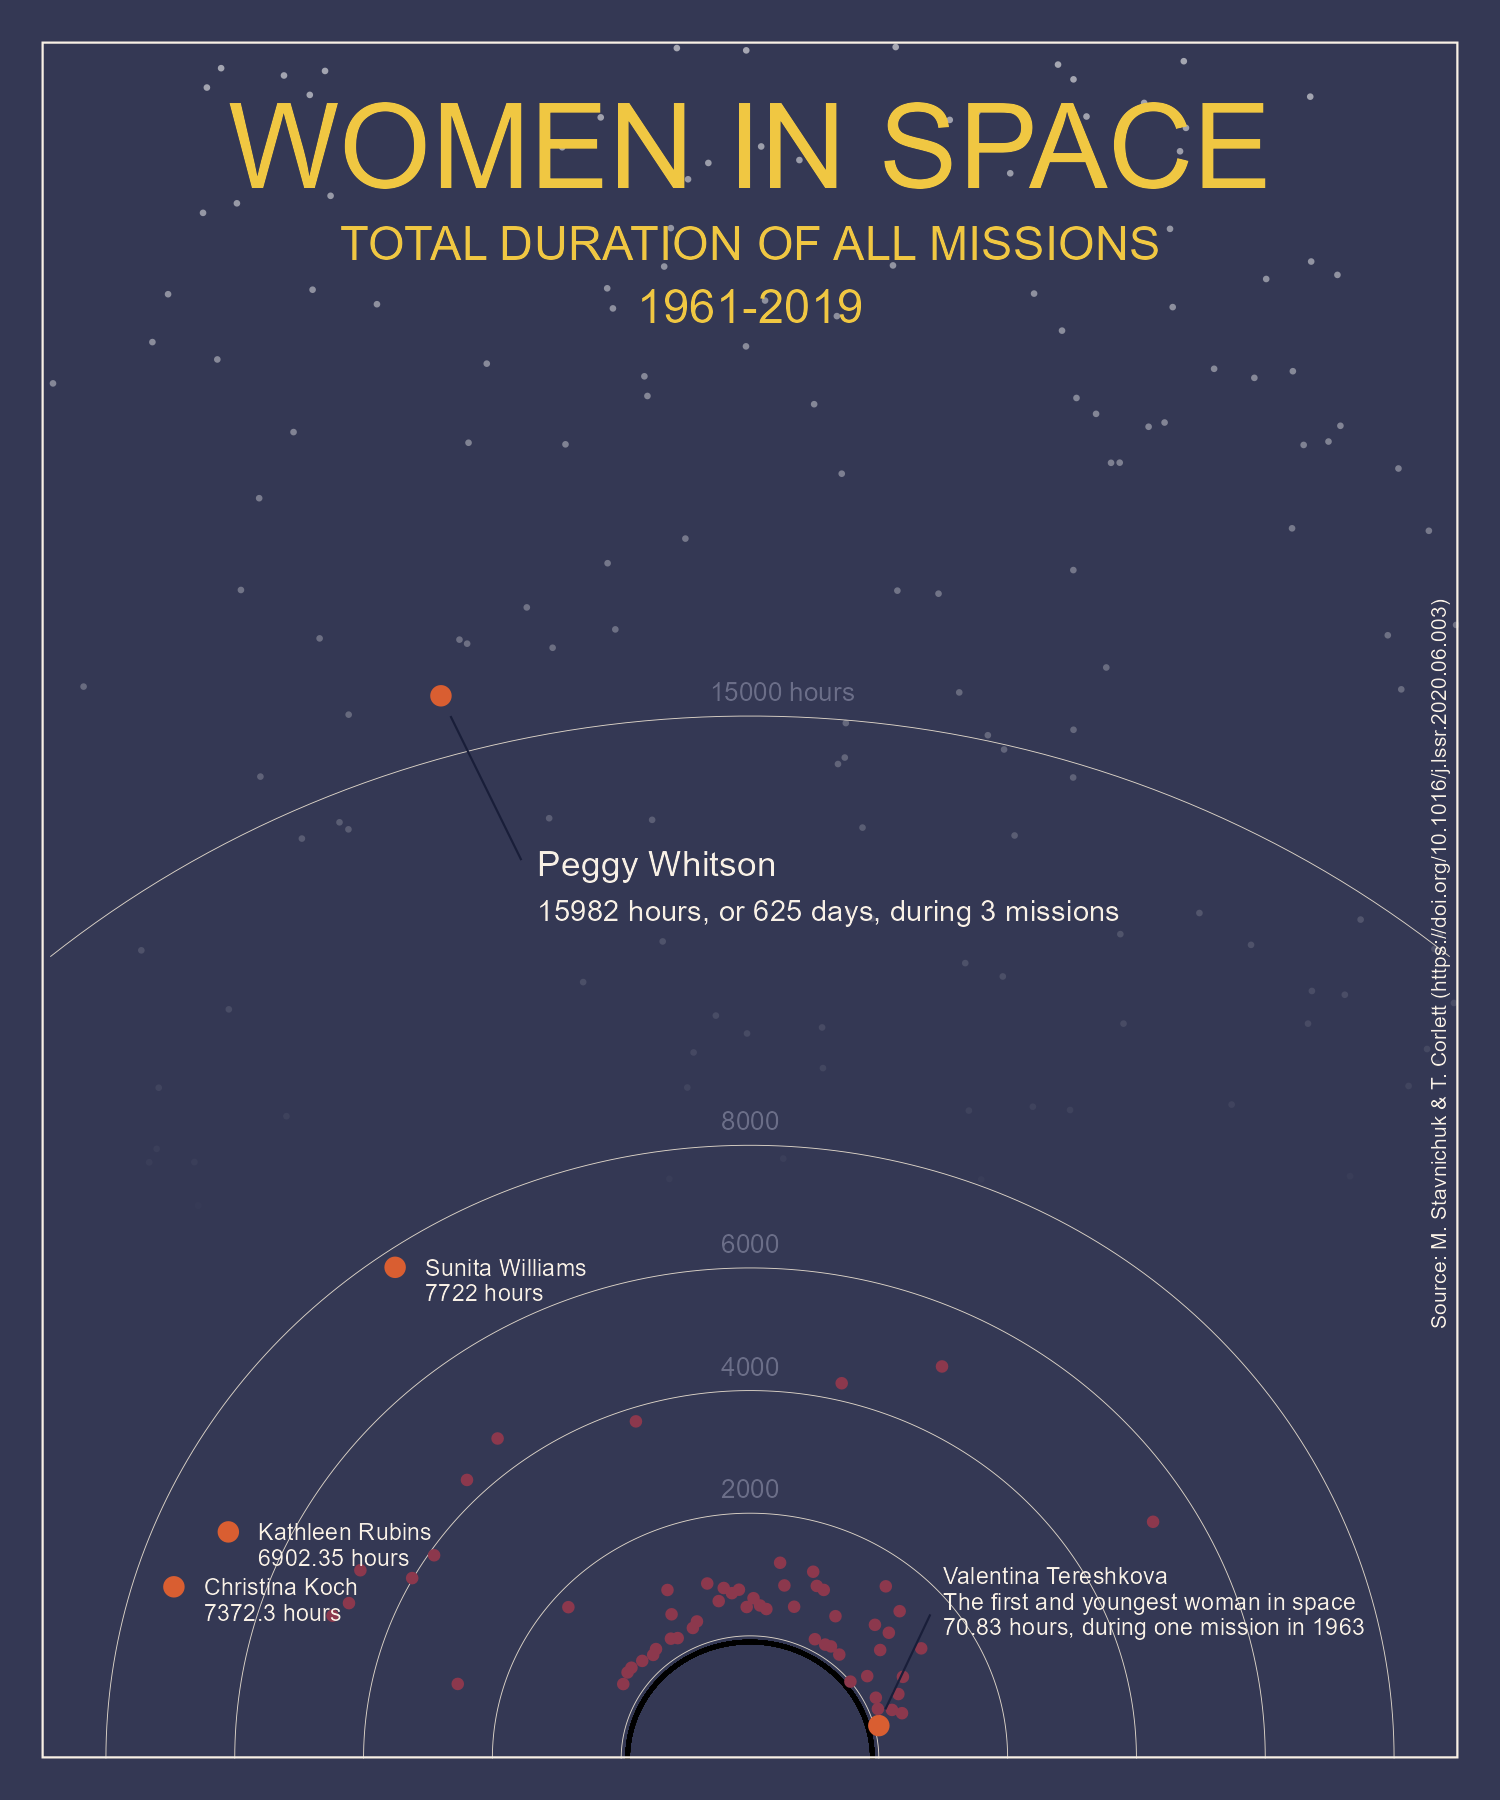 WOMEN IN SPACE
TOTAL DURATION OF ALL MISSIONS
1961-2019
15000 hours
Peggy Whitson
15982 hours, or 625 days, during 3 missions
8000
6000
Sunita Williams
7722 hours
4000
2000
Kathleen Rubins
6902.35 hours
Christina Koch
7372.3 hours
Valentina Tereshkova
The first and youngest woman in space
70.83 hours, during one mission in 1963
Source: M. Stavnichuk & T. Corlett (https://doi.org/10.1016/j.lssr.2020.06.003)